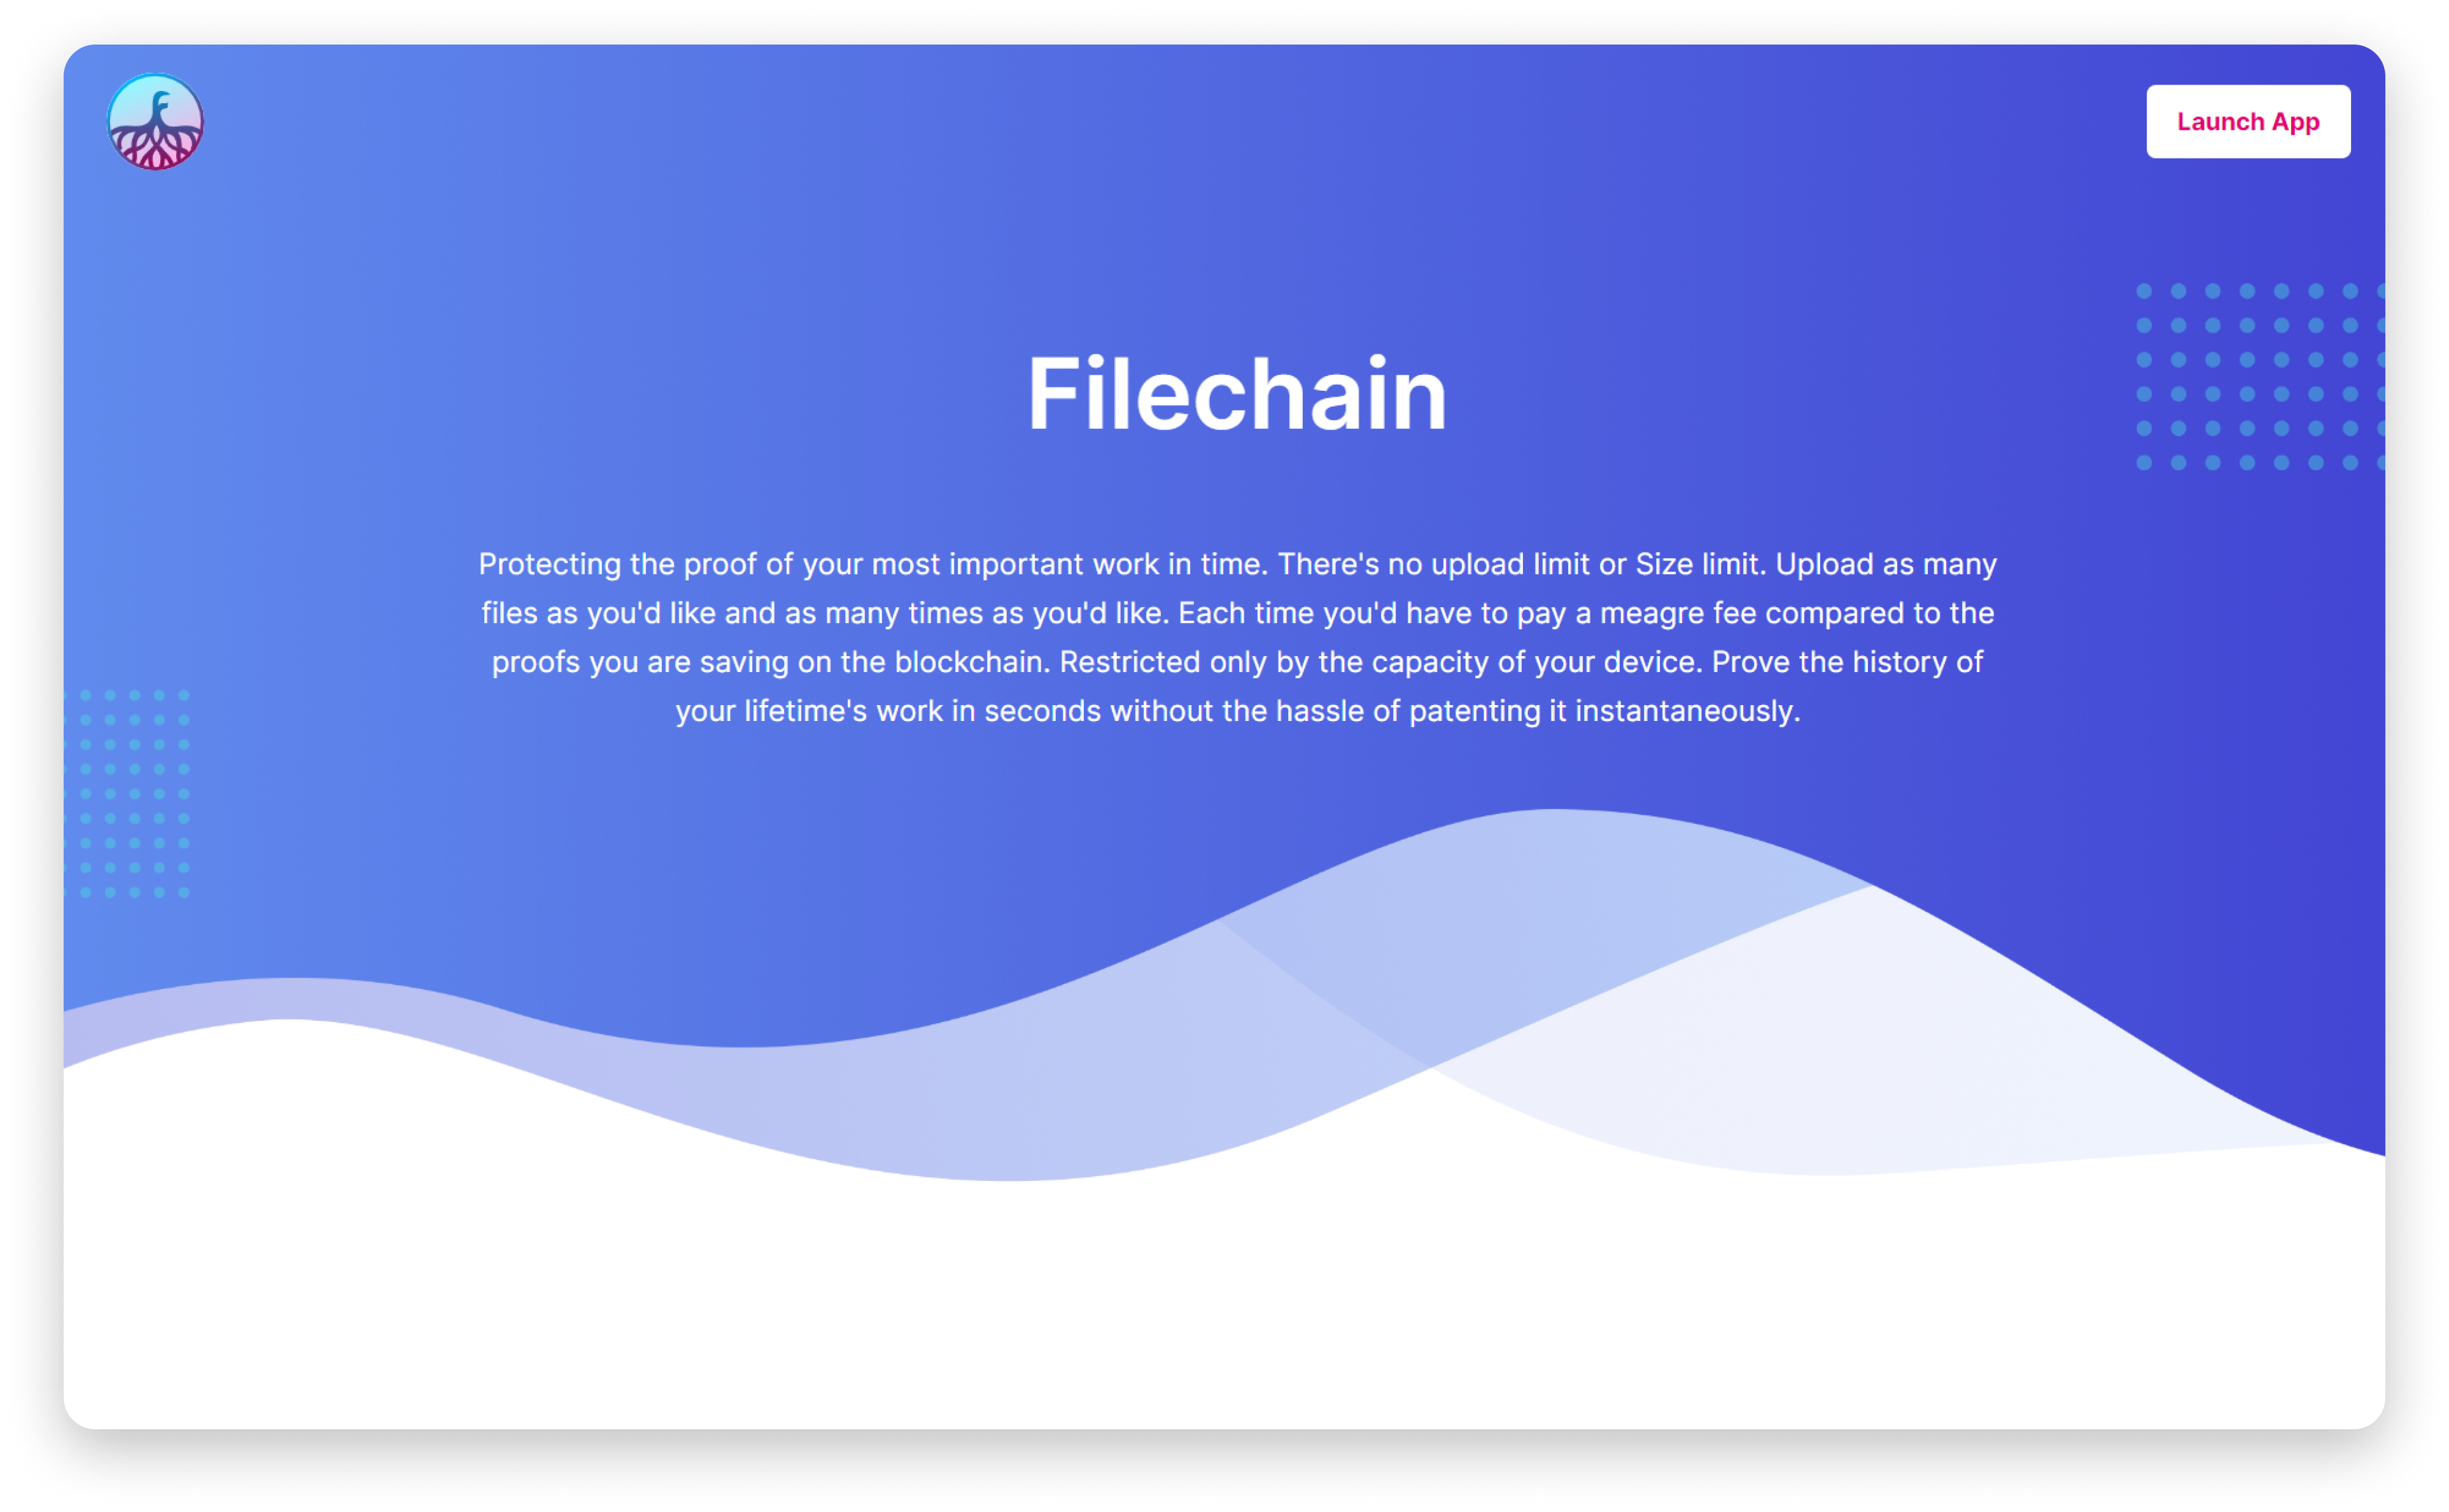 Launch App
Filechain
Protecting the proof of your most important work in time. There's no upload limit or Size limit. Upload as many
files as you'd like and as many times as you'd like. Each time you'd have to pay a meagre fee compared to the
proofs you are saving on the blockchain. Restricted only by the capacity of your device. Prove the history of
your lifetime's work in seconds without the hassle of patenting it instantaneously.